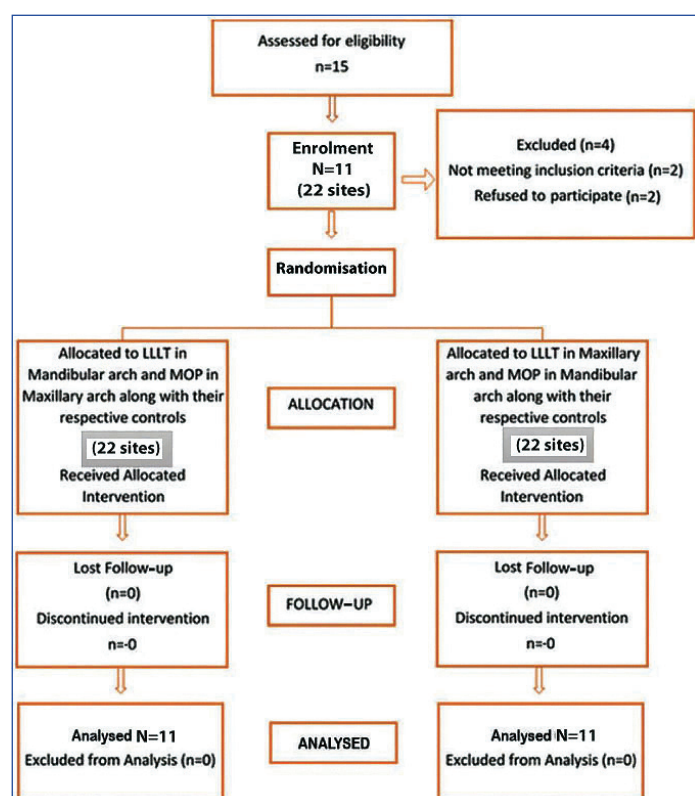 Assessed for eligibility
n=15
Enrolment
N=11
(22 sites)
Excluded (n=4)
Not meeting inclusion criteria (n=2)
Refused to participate (n=2)
Randomisation
Allocated to LLLT in
Mandibular arch and MOP in
Maxillary arch along with their
respective controls
(22 sites)
Received Allocated
Intervention
ALLOCATION
Allocated to LLLT in Maxillary
arch and MOP in Mandibular
arch along with their
respective controls
(22 sites)
Received Allocated
Intervention
Lost Follow-up
(n=0)
Discontinued intervention
n=-0
FOLLOW-UP
Lost Follow-up
(n=0)
Discontinued intervention
n=-0
Analysed N=11
Excluded from Analysis (n=0)
ANALYSED
Analysed N=11
Excluded from Analysis (n=0)